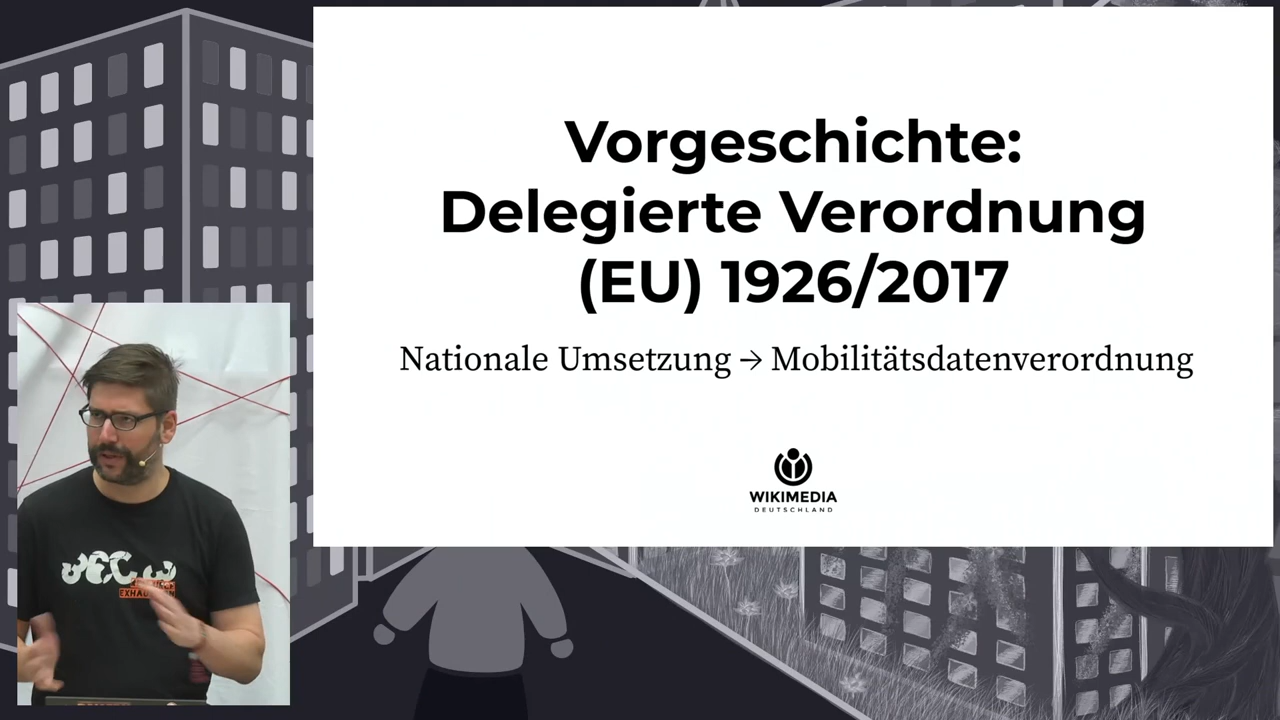 Vorgeschichte:
Delegierte Verordnung
(EU) 1926/2017
Nationale Umsetzung → Mobilitätsdatenverordnung
WIKIMEDIA
DEUTSCHLAND